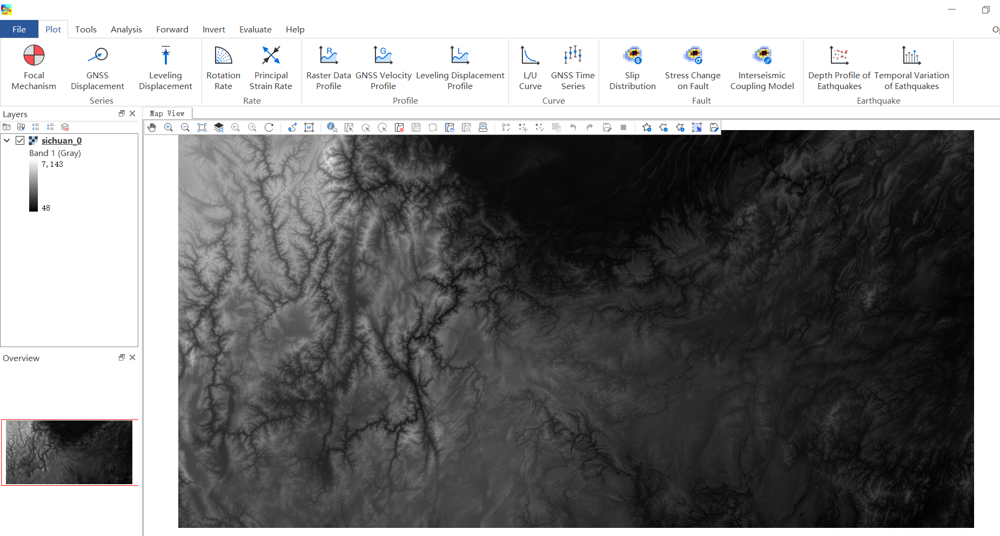 File Plot Tools Analysis Forward Invert Evaluate Help Op
Focal Mechanism
GNSS Displacement
Leveling Displacement
Series
Rotation Rate
Principal Strain Rate
Rate
Raster Data Profile
GNSS Velocity Profile
Leveling Displacement Profile
Profile
L/U Curve
GNSS Time Series
Curve
Slip Distribution
Stress Change on Fault
Interseismic Coupling Model
Fault
Depth Profile of Eathquakes
Temporal Variation of Eathquakes
Earthquake
Layers
Map View
sichuan_0
Band 1 (Gray)
7,143
48
Overview